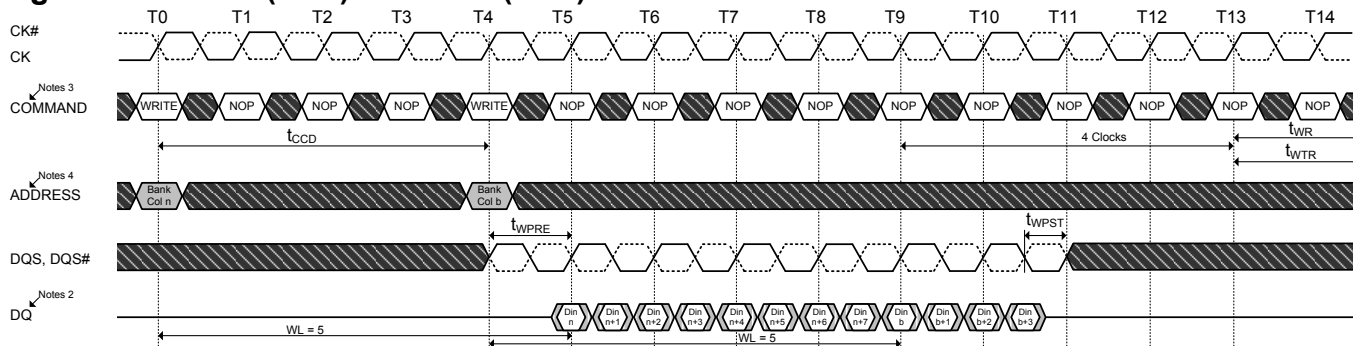 T0 T1 T2 T3 T4 T5 T6 T7 T8 T9 T10 T11 T12 T13 T14
CK#
CK
Notes 3
COMMAND
WRITE NOP NOP NOP WRITE NOP NOP NOP NOP NOP NOP NOP NOP NOP NOP
tCCD
4 Clocks
tWR
tWTR
Notes 4
ADDRESS
Bank Bank
Col n Col b
tWPRE
tWPST
DQS, DQS#
Notes 2
DQ
Din Din Din Din Din Din Din Din Din Din Din Din
n n+1 n+2 n+3 n+4 n+5 n+6 n+7 b b+1 b+2 b+3
WL = 5
WL = 5